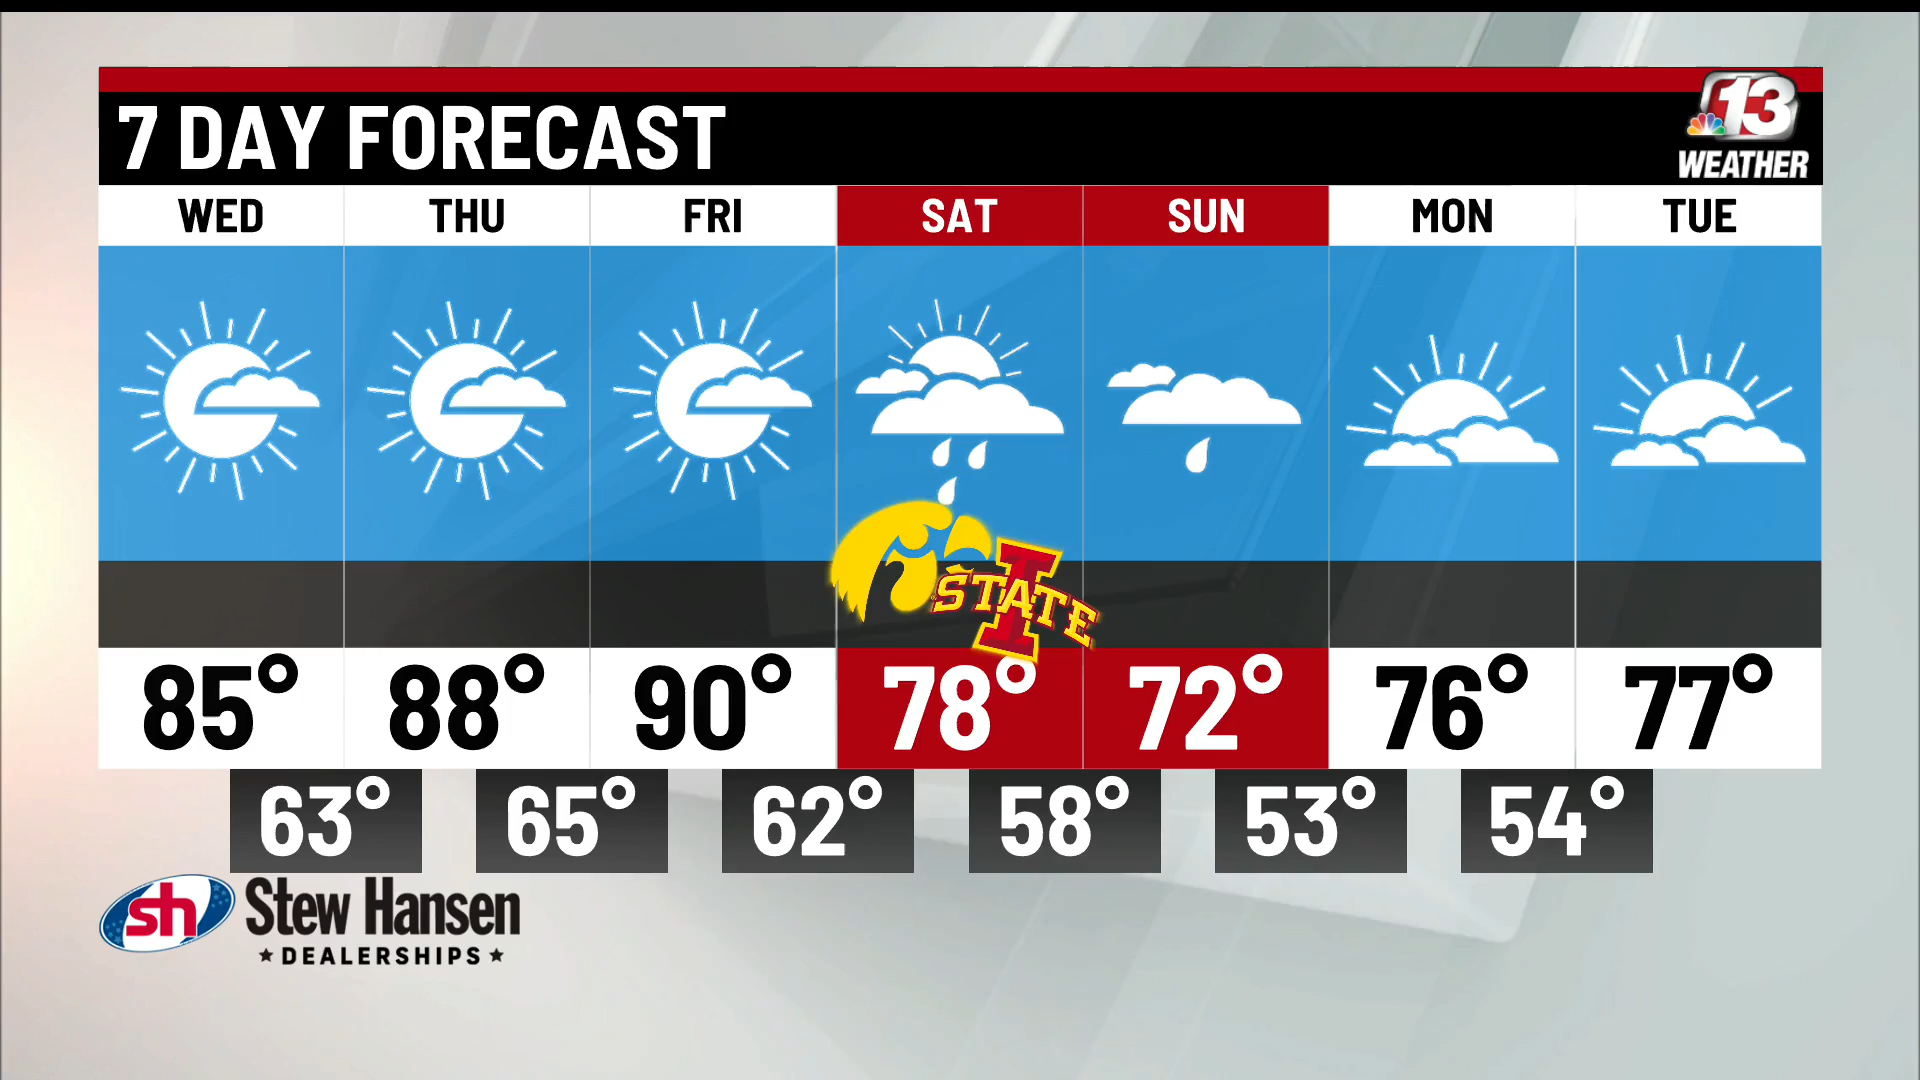 7 DAY FORECAST
13
WEATHER
WED THU FRI SAT SUN MON TUE
I STATE
85° 88° 90° 78° 72° 76° 77°
63° 65° 62° 58° 53° 54°
sh Stew Hansen
★DEALERSHIPS★